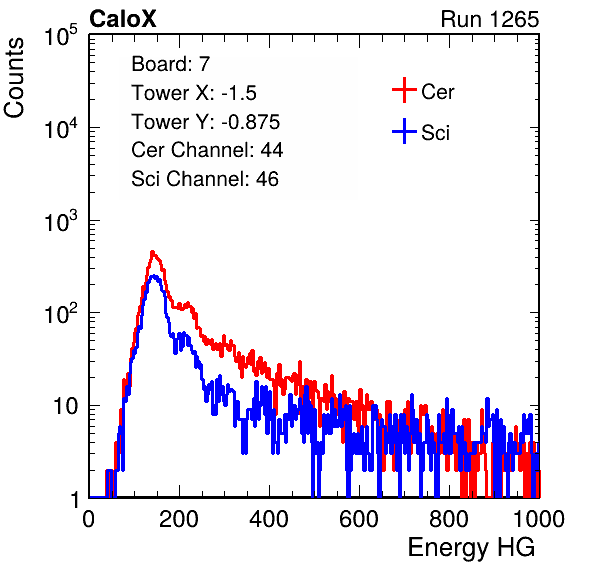 CaloX Run 1265
Counts
Board: 7
Tower X: -1.5
Tower Y: -0.875
Cer Channel: 44
Sci Channel: 46
Cer
Sci
10^5
10^4
10^3
10^2
10
1
0 200 400 600 800 1000
Energy HG